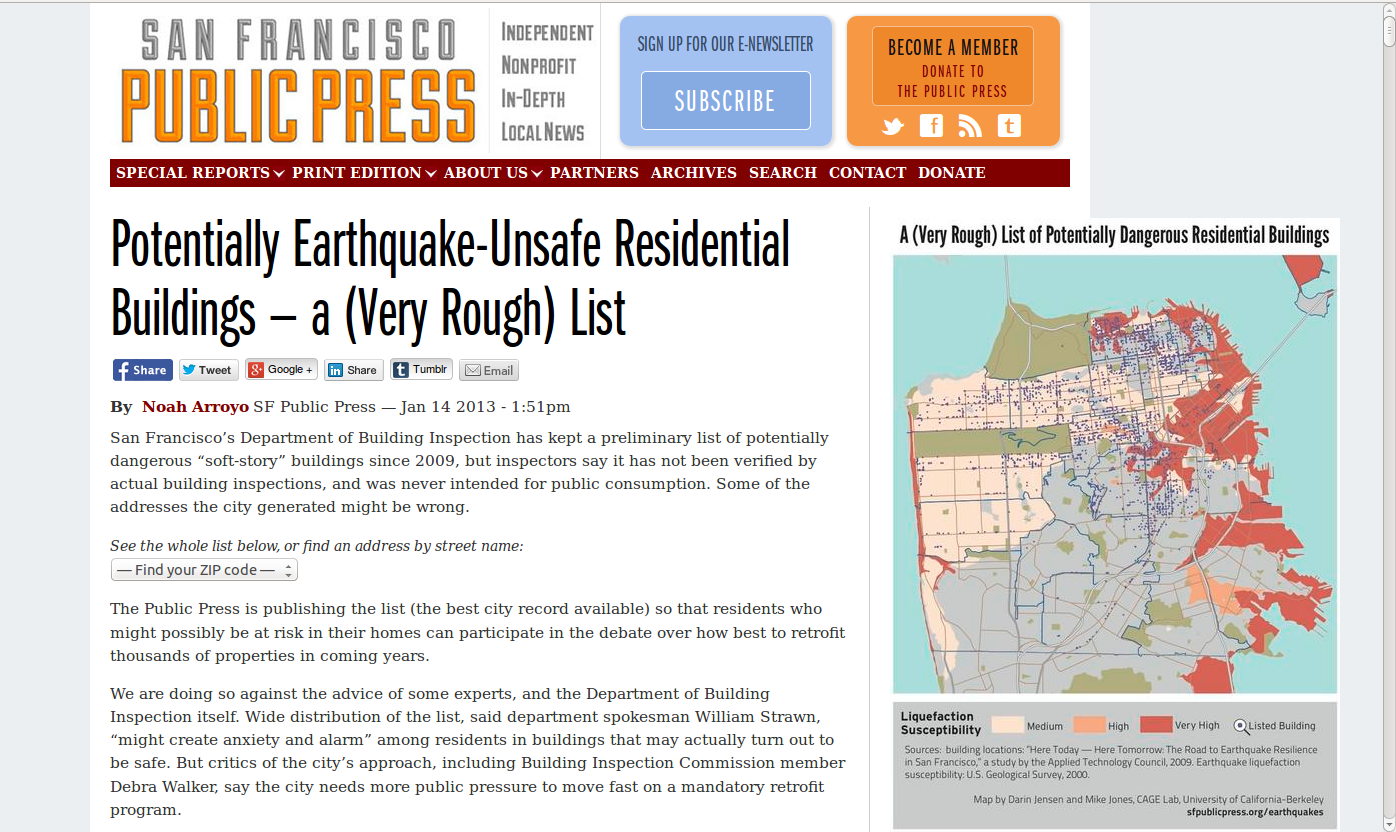 SAN FRANCISCO
PUBLIC PRESS
INDEPENDENT
NONPROFIT
IN-DEPTH
LOCAL NEWS
SIGN UP FOR OUR E-NEWSLETTER
SUBSCRIBE
BECOME A MEMBER
DONATE TO
THE PUBLIC PRESS
SPECIAL REPORTS PRINT EDITION ABOUT US PARTNERS ARCHIVES SEARCH CONTACT DONATE
Potentially Earthquake-Unsafe Residential
Buildings – a (Very Rough) List
Share Tweet Google + Share Tumblr Email
By Noah Arroyo SF Public Press — Jan 14 2013 - 1:51pm
San Francisco’s Department of Building Inspection has kept a preliminary list of potentially
dangerous “soft-story” buildings since 2009, but inspectors say it has not been verified by
actual building inspections, and was never intended for public consumption. Some of the
addresses the city generated might be wrong.
See the whole list below, or find an address by street name:
— Find your ZIP code —
The Public Press is publishing the list (the best city record available) so that residents who
might possibly be at risk in their homes can participate in the debate over how best to retrofit
thousands of properties in coming years.
We are doing so against the advice of some experts, and the Department of Building
Inspection itself. Wide distribution of the list, said department spokesman William Strawn,
“might create anxiety and alarm” among residents in buildings that may actually turn out to
be safe. But critics of the city’s approach, including Building Inspection Commission member
Debra Walker, say the city needs more public pressure to move fast on a mandatory retrofit
program.
A (Very Rough) List of Potentially Dangerous Residential Buildings
Liquefaction
Susceptibility
Medium High Very High Listed Building
Sources: building locations: “Here Today — Here Tomorrow: The Road to Earthquake Resilience
in San Francisco,” a study by the Applied Technology Council, 2009. Earthquake liquefaction
susceptibility: U.S. Geological Survey, 2000.
Map by Darin Jensen and Mike Jones, CAGE Lab, University of California-Berkeley
sfpublicpress.org/earthquakes